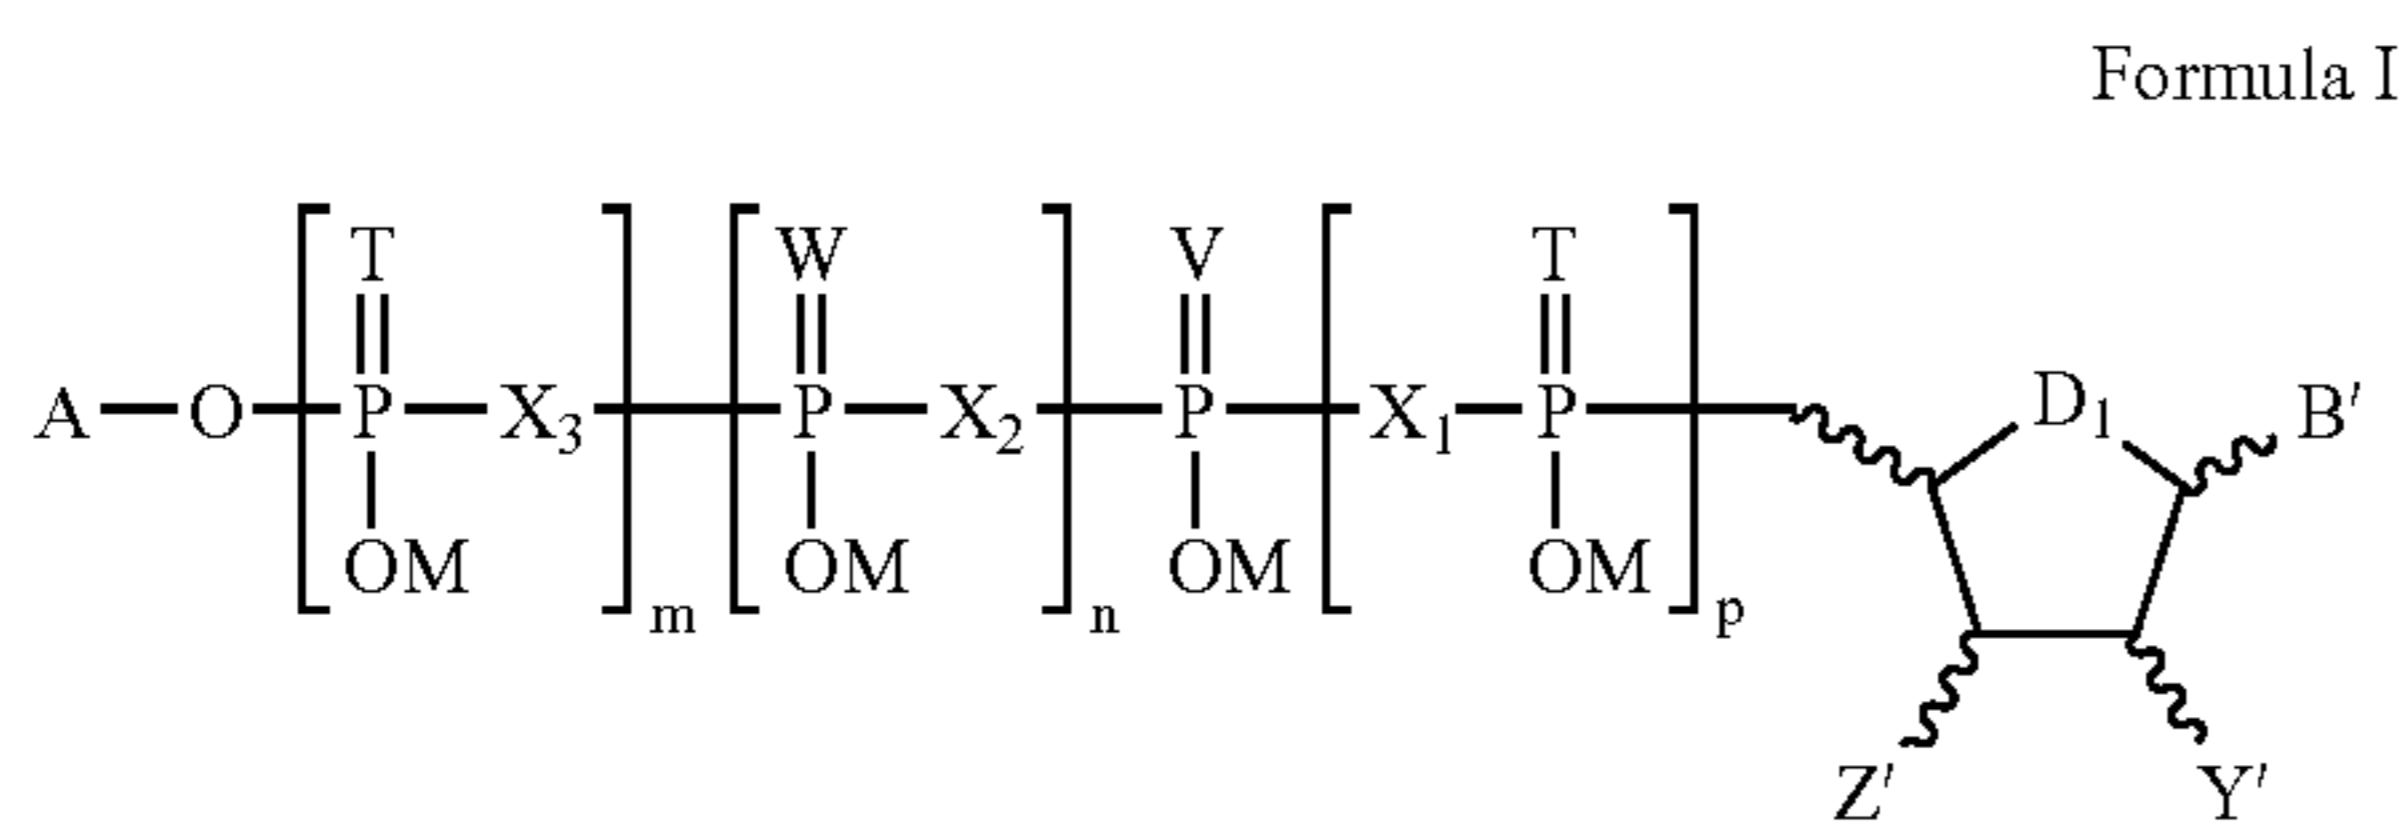 Formula I
T W V T
A—O P—X₃ P—X₂ P X₁—P D₁ B′
OM OM OM OM
m n p
Z′ Y′